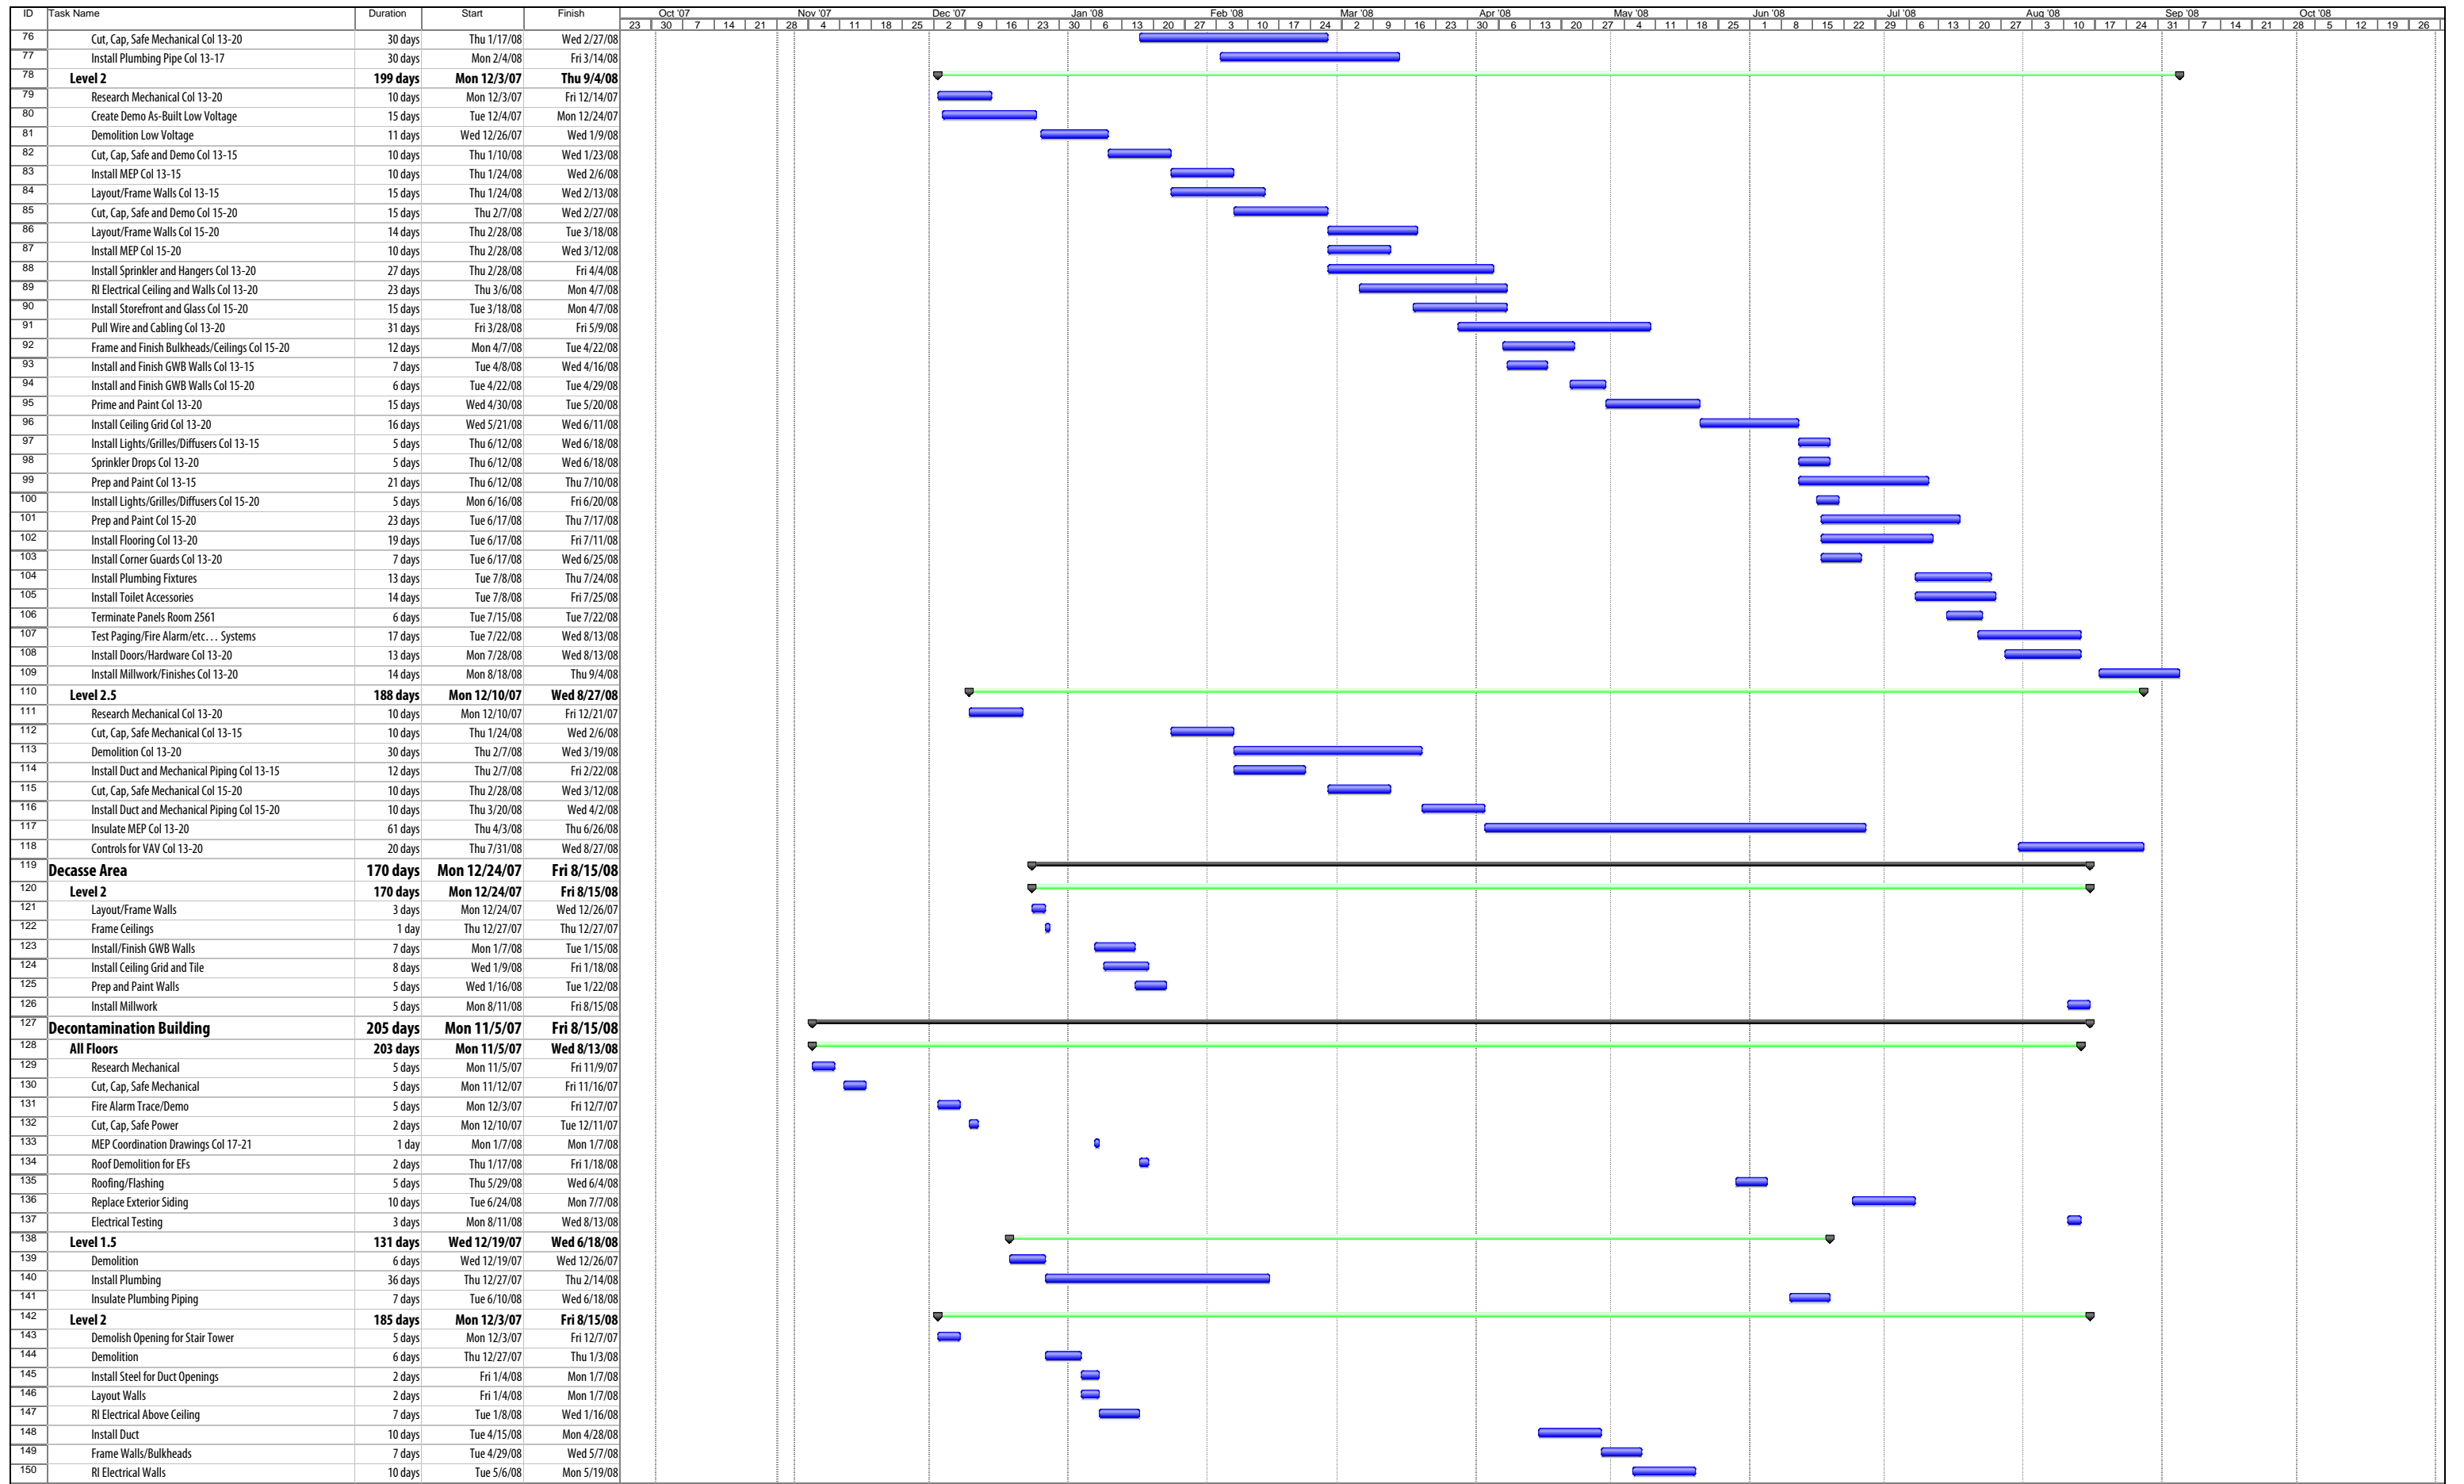 ID Task Name Duration Start Finish Oct '07 Nov '07 Dec '07 Jan '08 Feb '08 Mar '08 Apr '08 May '08 Jun '08 Jul '08 Aug '08 Sep '08 Oct '08
23 30 7 14 21 28 4 11 18 25 2 9 16 23 30 6 13 20 27 3 10 17 24 2 9 16 23 30 6 13 20 27 4 11 18 25 1 8 15 22 29 6 13 20 27 3 10 17 24 31 7 14 21 28 5 12 19 26
76 Cut, Cap, Safe Mechanical Col 13-20 30 days Thu 1/17/08 Wed 2/27/08
77 Install Plumbing Pipe Col 13-17 30 days Mon 2/4/08 Fri 3/14/08
78 Level 2 199 days Mon 12/3/07 Thu 9/4/08
79 Research Mechanical Col 13-20 10 days Mon 12/3/07 Fri 12/14/07
80 Create Demo As-Built Low Voltage 15 days Tue 12/4/07 Mon 12/24/07
81 Demolition Low Voltage 11 days Wed 12/26/07 Wed 1/9/08
82 Cut, Cap, Safe and Demo Col 13-15 10 days Thu 1/10/08 Wed 1/23/08
83 Install MEP Col 13-15 10 days Thu 1/24/08 Wed 2/6/08
84 Layout/Frame Walls Col 13-15 15 days Thu 1/24/08 Wed 2/13/08
85 Cut, Cap, Safe and Demo Col 15-20 15 days Thu 2/7/08 Wed 2/27/08
86 Layout/Frame Walls Col 15-20 14 days Thu 2/28/08 Tue 3/18/08
87 Install MEP Col 15-20 10 days Thu 2/28/08 Wed 3/12/08
88 Install Sprinkler and Hangers Col 13-20 27 days Thu 2/28/08 Fri 4/4/08
89 RI Electrical Ceiling and Walls Col 13-20 23 days Thu 3/6/08 Mon 4/7/08
90 Install Storefront and Glass Col 15-20 15 days Tue 3/18/08 Mon 4/7/08
91 Pull Wire and Cabling Col 13-20 31 days Fri 3/28/08 Fri 5/9/08
92 Frame and Finish Bulkheads/Ceilings Col 15-20 12 days Mon 4/7/08 Tue 4/22/08
93 Install and Finish GWB Walls Col 13-15 7 days Tue 4/8/08 Wed 4/16/08
94 Install and Finish GWB Walls Col 15-20 6 days Tue 4/22/08 Tue 4/29/08
95 Prime and Paint Col 13-20 15 days Wed 4/30/08 Tue 5/20/08
96 Install Ceiling Grid Col 13-20 16 days Wed 5/21/08 Wed 6/11/08
97 Install Lights/Grilles/Diffusers Col 13-15 5 days Thu 6/12/08 Wed 6/18/08
98 Sprinkler Drops Col 13-20 5 days Thu 6/12/08 Wed 6/18/08
99 Prep and Paint Col 13-15 21 days Thu 6/12/08 Thu 7/10/08
100 Install Lights/Grilles/Diffusers Col 15-20 5 days Mon 6/16/08 Fri 6/20/08
101 Prep and Paint Col 15-20 23 days Tue 6/17/08 Thu 7/17/08
102 Install Flooring Col 13-20 19 days Tue 6/17/08 Fri 7/11/08
103 Install Corner Guards Col 13-20 7 days Tue 6/17/08 Wed 6/25/08
104 Install Plumbing Fixtures 13 days Tue 7/8/08 Thu 7/24/08
105 Install Toilet Accessories 14 days Tue 7/8/08 Fri 7/25/08
106 Terminate Panels Room 2561 6 days Tue 7/15/08 Tue 7/22/08
107 Test Paging/Fire Alarm/etc... Systems 17 days Tue 7/22/08 Wed 8/13/08
108 Install Doors/Hardware Col 13-20 13 days Mon 7/28/08 Wed 8/13/08
109 Install Millwork/Finishes Col 13-20 14 days Mon 8/18/08 Thu 9/4/08
110 Level 2.5 188 days Mon 12/10/07 Wed 8/27/08
111 Research Mechanical Col 13-20 10 days Mon 12/10/07 Fri 12/21/07
112 Cut, Cap, Safe Mechanical Col 13-15 10 days Thu 1/24/08 Wed 2/6/08
113 Demolition Col 13-20 30 days Thu 2/7/08 Wed 3/19/08
114 Install Duct and Mechanical Piping Col 13-15 12 days Thu 2/7/08 Fri 2/22/08
115 Cut, Cap, Safe Mechanical Col 15-20 10 days Thu 2/28/08 Wed 3/12/08
116 Install Duct and Mechanical Piping Col 15-20 10 days Thu 3/20/08 Wed 4/2/08
117 Insulate MEP Col 13-20 61 days Thu 4/3/08 Thu 6/26/08
118 Controls for VAV Col 13-20 20 days Thu 7/31/08 Wed 8/27/08
119 Decasse Area 170 days Mon 12/24/07 Fri 8/15/08
120 Level 2 170 days Mon 12/24/07 Fri 8/15/08
121 Layout/Frame Walls 3 days Mon 12/24/07 Wed 12/26/07
122 Frame Ceilings 1 day Thu 12/27/07 Thu 12/27/07
123 Install/Finish GWB Walls 7 days Mon 1/7/08 Tue 1/15/08
124 Install Ceiling Grid and Tile 8 days Wed 1/9/08 Fri 1/18/08
125 Prep and Paint Walls 5 days Wed 1/16/08 Tue 1/22/08
126 Install Millwork 5 days Mon 8/11/08 Fri 8/15/08
127 Decontamination Building 205 days Mon 11/5/07 Fri 8/15/08
128 All Floors 203 days Mon 11/5/07 Wed 8/13/08
129 Research Mechanical 5 days Mon 11/5/07 Fri 11/9/07
130 Cut, Cap, Safe Mechanical 5 days Mon 11/12/07 Fri 11/16/07
131 Fire Alarm Trace/Demo 5 days Mon 12/3/07 Fri 12/7/07
132 Cut, Cap, Safe Power 2 days Mon 12/10/07 Tue 12/11/07
133 MEP Coordination Drawings Col 17-21 1 day Mon 1/7/08 Mon 1/7/08
134 Roof Demolition for EFs 2 days Thu 1/17/08 Fri 1/18/08
135 Roofing/Flashing 5 days Thu 5/29/08 Wed 6/4/08
136 Replace Exterior Siding 10 days Tue 6/24/08 Mon 7/7/08
137 Electrical Testing 3 days Mon 8/11/08 Wed 8/13/08
138 Level 1.5 131 days Wed 12/19/07 Wed 6/18/08
139 Demolition 6 days Wed 12/19/07 Wed 12/26/07
140 Install Plumbing 36 days Thu 12/27/07 Thu 2/14/08
141 Insulate Plumbing Piping 7 days Tue 6/10/08 Wed 6/18/08
142 Level 2 185 days Mon 12/3/07 Fri 8/15/08
143 Demolish Opening for Stair Tower 5 days Mon 12/3/07 Fri 12/7/07
144 Demolition 6 days Thu 12/27/07 Thu 1/3/08
145 Install Steel for Duct Openings 2 days Fri 1/4/08 Mon 1/7/08
146 Layout Walls 2 days Fri 1/4/08 Mon 1/7/08
147 RI Electrical Above Ceiling 7 days Tue 1/8/08 Wed 1/16/08
148 Install Duct 10 days Tue 4/15/08 Mon 4/28/08
149 Frame Walls/Bulkheads 7 days Tue 4/29/08 Wed 5/7/08
150 RI Electrical Walls 10 days Tue 5/6/08 Mon 5/19/08